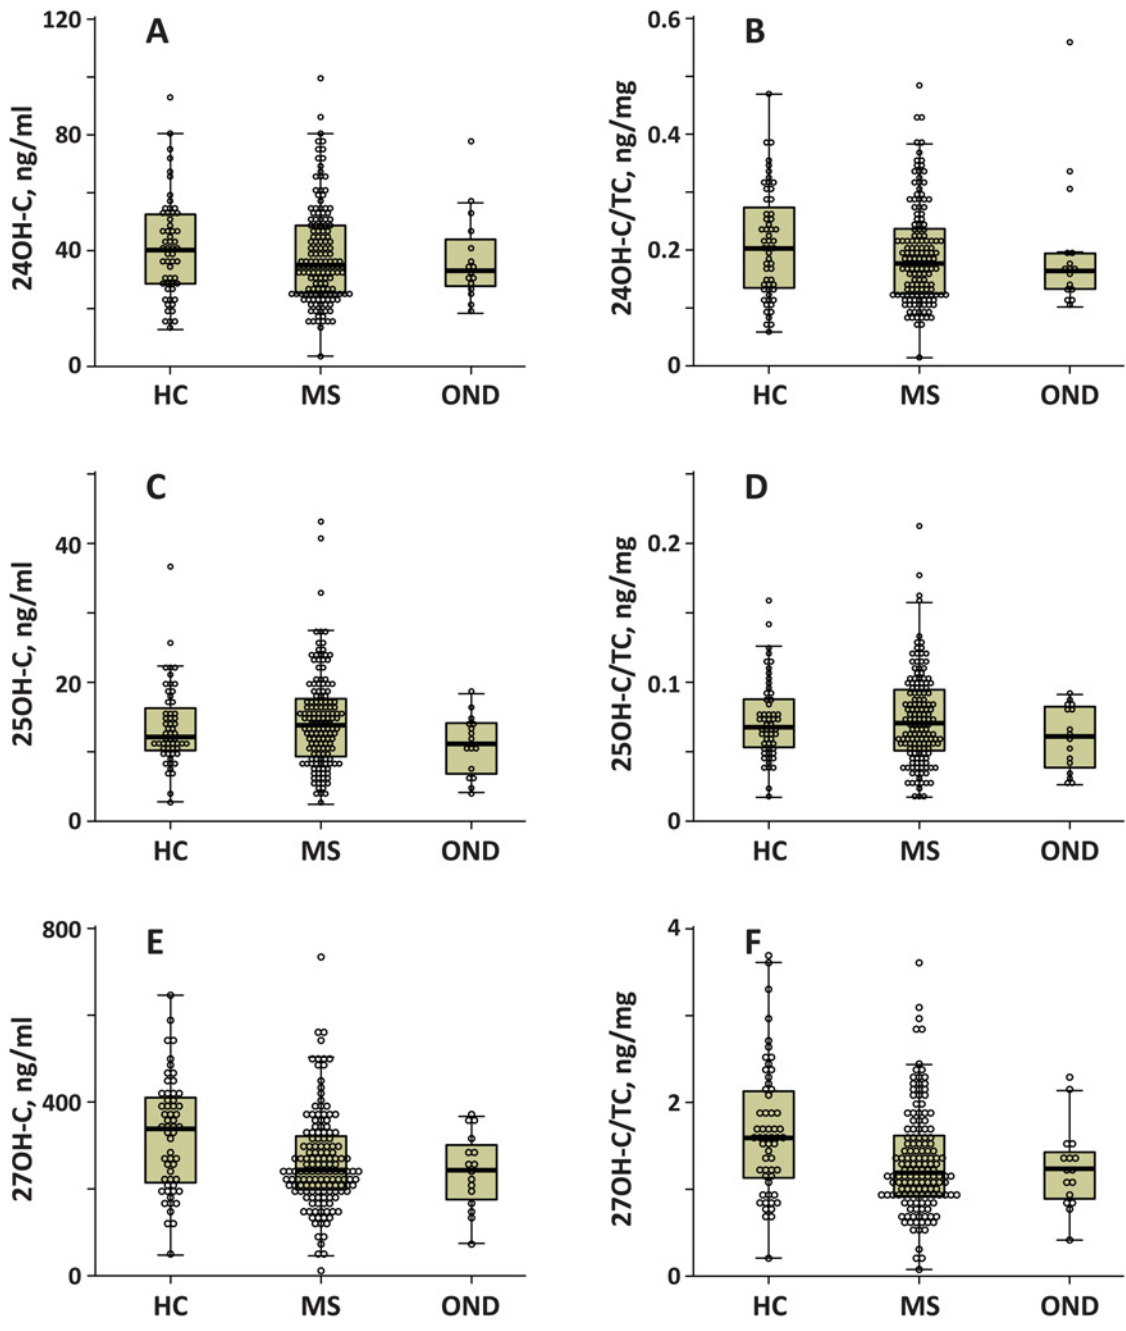 A
24OH-C, ng/ml
120
80
40
0
HC MS OND
B
24OH-C/TC, ng/mg
0.6
0.4
0.2
0
HC MS OND
C
25OH-C, ng/ml
40
20
0
HC MS OND
D
25OH-C/TC, ng/mg
0.2
0.1
0
HC MS OND
E
27OH-C, ng/ml
800
400
0
HC MS OND
F
27OH-C/TC, ng/mg
4
2
0
HC MS OND